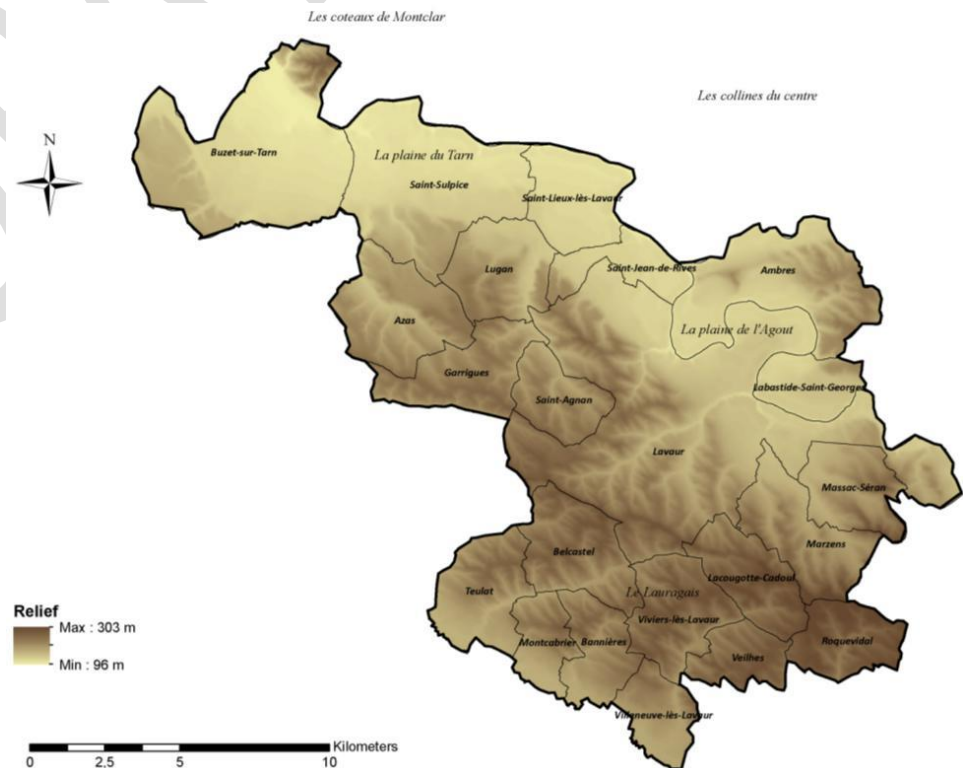 Les coteaux de Montclar
Les collines du centre
N
Buzet-sur-Tarn
La plaine du Tarn
Saint-Sulpice
Saint-Lieux-lès-Lavaur
Lugan
Saint-Jean-de-Rives
Ambres
Azas
La plaine de l'Agout
Garrigues
Labastide-Saint-Georges
Saint-Agnan
Lavaur
Massac-Séran
Marzens
Belcastel
Lacougotte-Cadoul
Teulat
Le Lauragais
Viviers-lès-Lavaur
Montcabrier
Bannières
Roquevidal
Veilhes
Villeneuve-lès-Lavaur
Relief
Max : 303 m
Min : 96 m
Kilometers
0 2,5 5 10